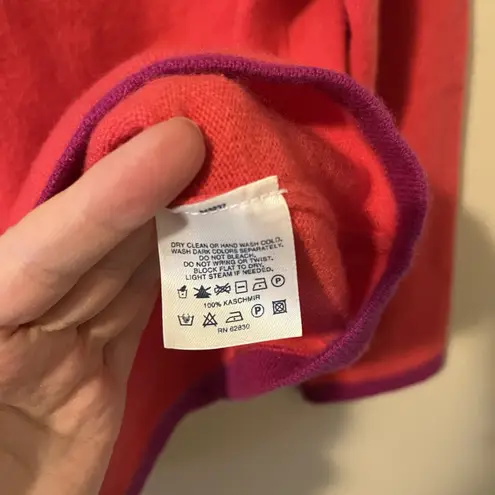 DRY CLEAN OR HAND WASH COLD.
WASH DARK COLORS SEPARATELY.
DO NOT BLEACH.
DO NOT WRING OR TWIST.
BLOCK FLAT TO DRY.
LIGHT STEAM IF NEEDED.
P
100% KASCHMIR
P
RN 62830